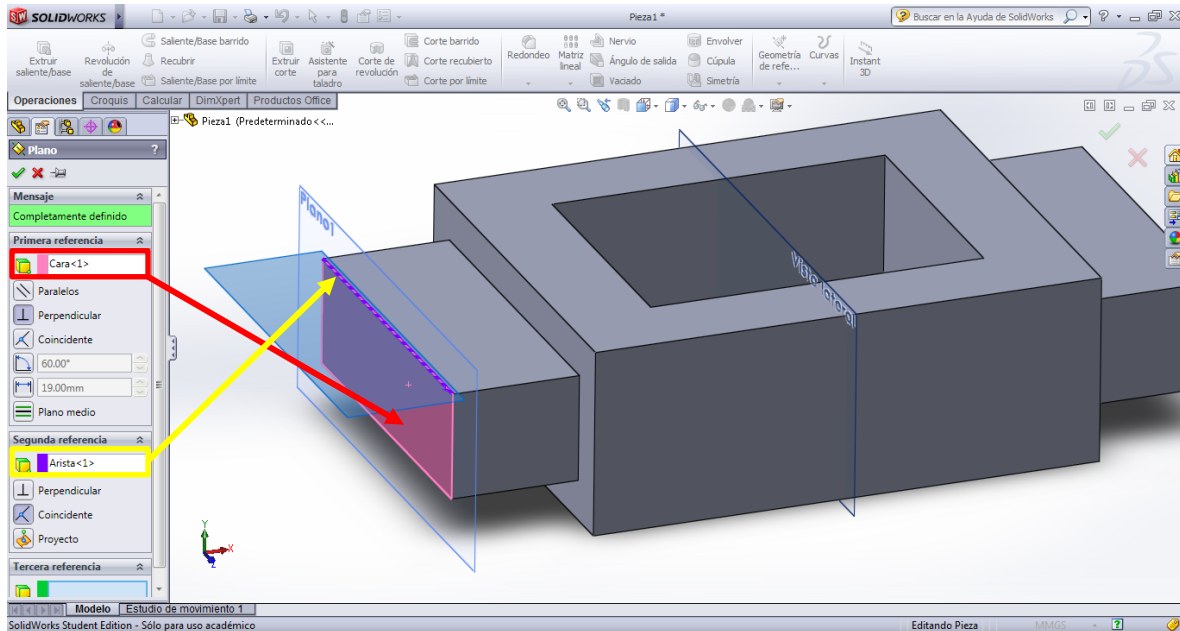 SOLIDWORKS
Pieza1 *
Buscar en la Ayuda de SolidWorks
?
Extruir saliente/base
Revolución de saliente/base
Saliente/Base barrido
Recubrir
Saliente/Base por límite
Extruir corte
Asistente para taladro
Corte de revolución
Corte barrido
Corte recubierto
Corte por límite
Redondeo
Matriz lineal
Nervio
Ángulo de salida
Vaciado
Envolver
Cúpula
Simetría
Geometría de refe...
Curvas
Instant 3D
Operaciones
Croquis
Calcular
DimXpert
Productos Office
Pieza1 (Predeterminado<<...
Plano
?
Mensaje
Completamente definido
Primera referencia
Cara<1>
Paralelos
Perpendicular
Coincidente
60.00°
19.00mm
Plano medio
Segunda referencia
Arista<1>
Perpendicular
Coincidente
Proyecto
Tercera referencia
Plano1
Vista lateral
Y
X
Z
Modelo
Estudio de movimiento 1
SolidWorks Student Edition - Sólo para uso académico
Editando Pieza
MMGS
?